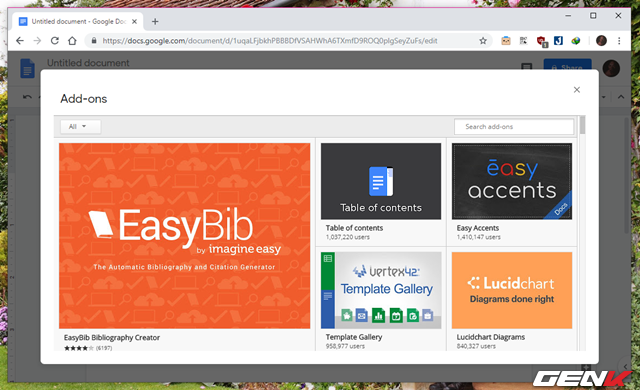 Untitled document - Google Doc
https://docs.google.com/document/d/1uqaLFjbkhPBBBDfVSAHWhA6TXmfD9ROQ0plgSeyZuFs/edit
Untitled document
Share
Add-ons
All
Search add-ons
EasyBib
by imagine easy
The Automatic Bibliography and Citation Generator
EasyBib Bibliography Creator
(6197)
Table of contents
Table of contents
1,037,220 users
ēasy
accents
Docs
Easy Accents
1,410,147 users
vertex42
Template Gallery
Template Gallery
958,977 users
Lucidchart
Diagrams done right
Lucidchart Diagrams
840,327 users
GENK